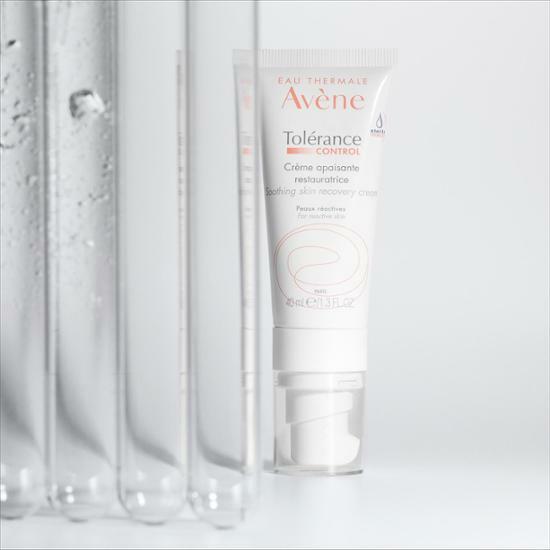 EAU THERMALE
Avène
Tolérance
CONTROL
Crème apaisante
restauratrice
Soothing skin recovery cream
Peaux réactives
For reactive skin
PARIS
40 mL e/1.3 FL.OZ